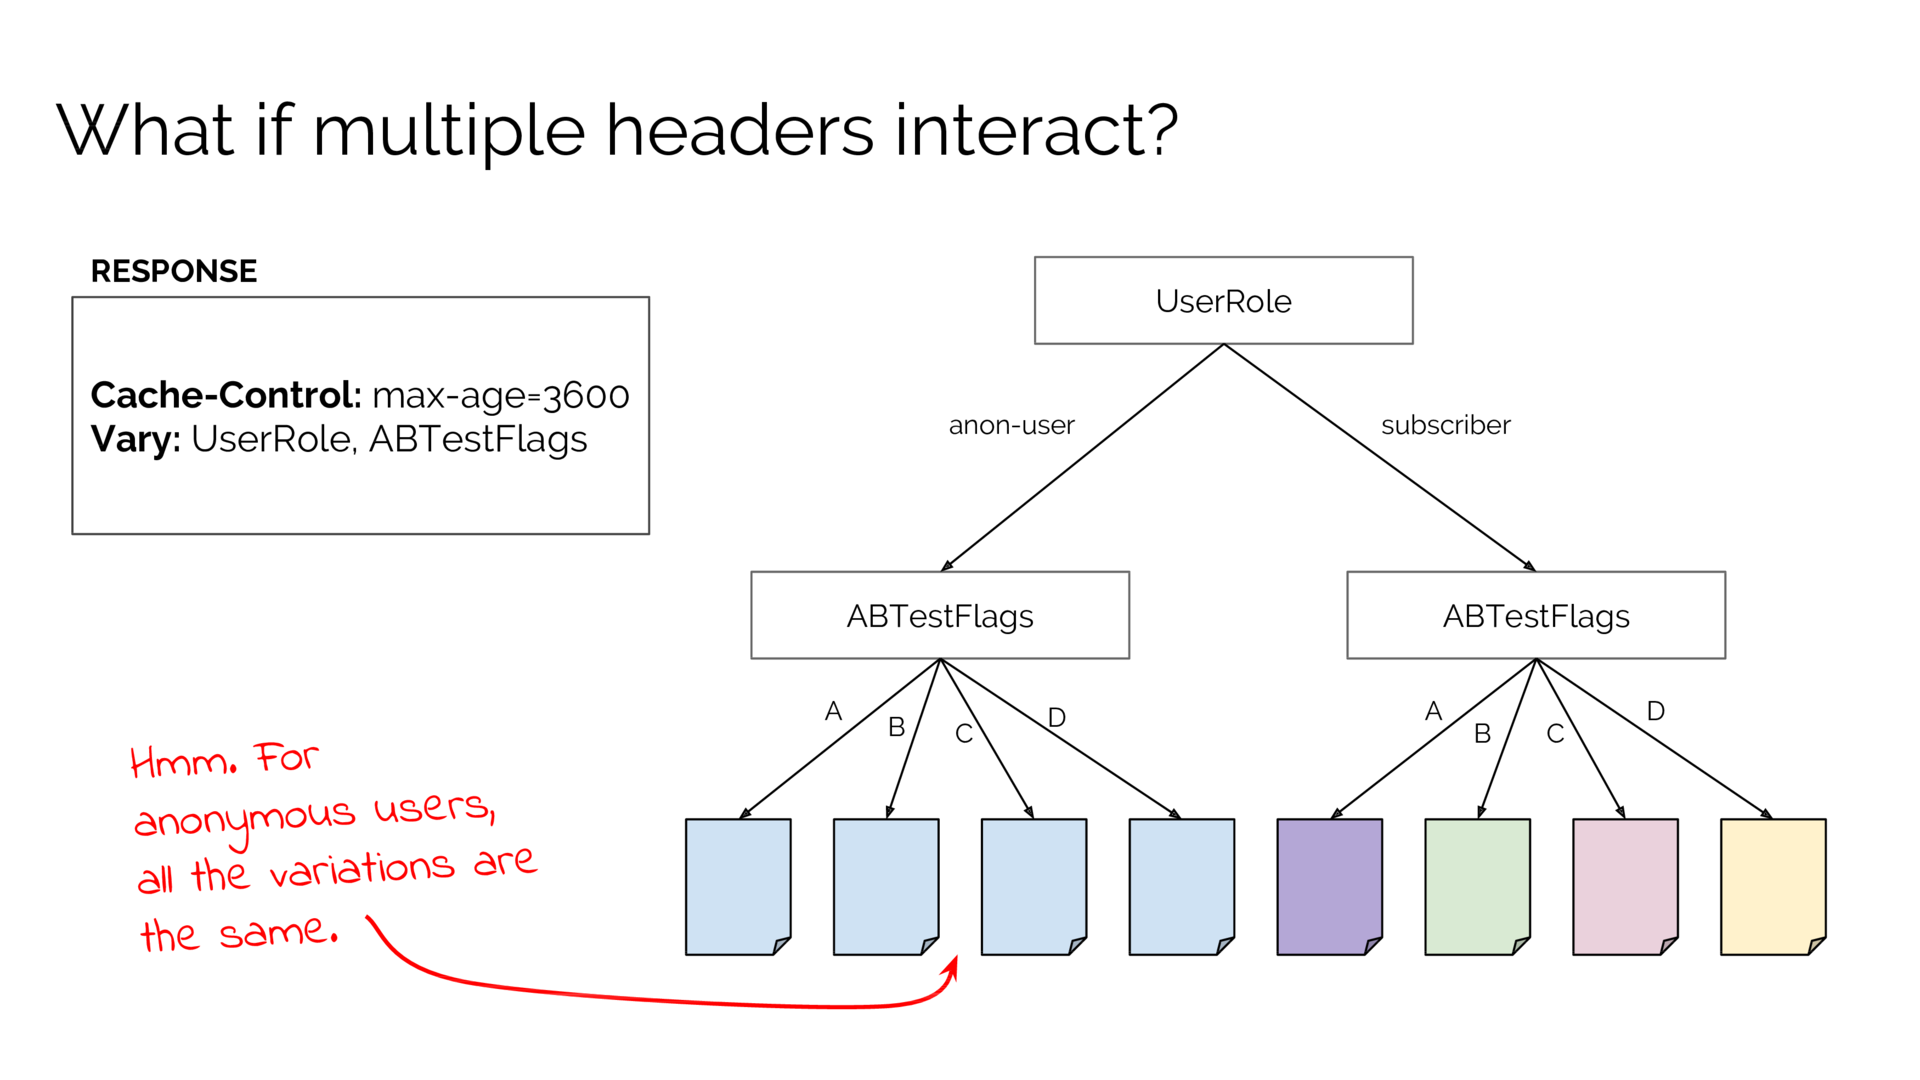 What if multiple headers interact?
RESPONSE
Cache-Control: max-age=3600
Vary: UserRole, ABTestFlags
UserRole
anon-user
subscriber
ABTestFlags
ABTestFlags
A
B
C
D
A
B
C
D
Hmm. For
anonymous users,
all the variations are
the same.